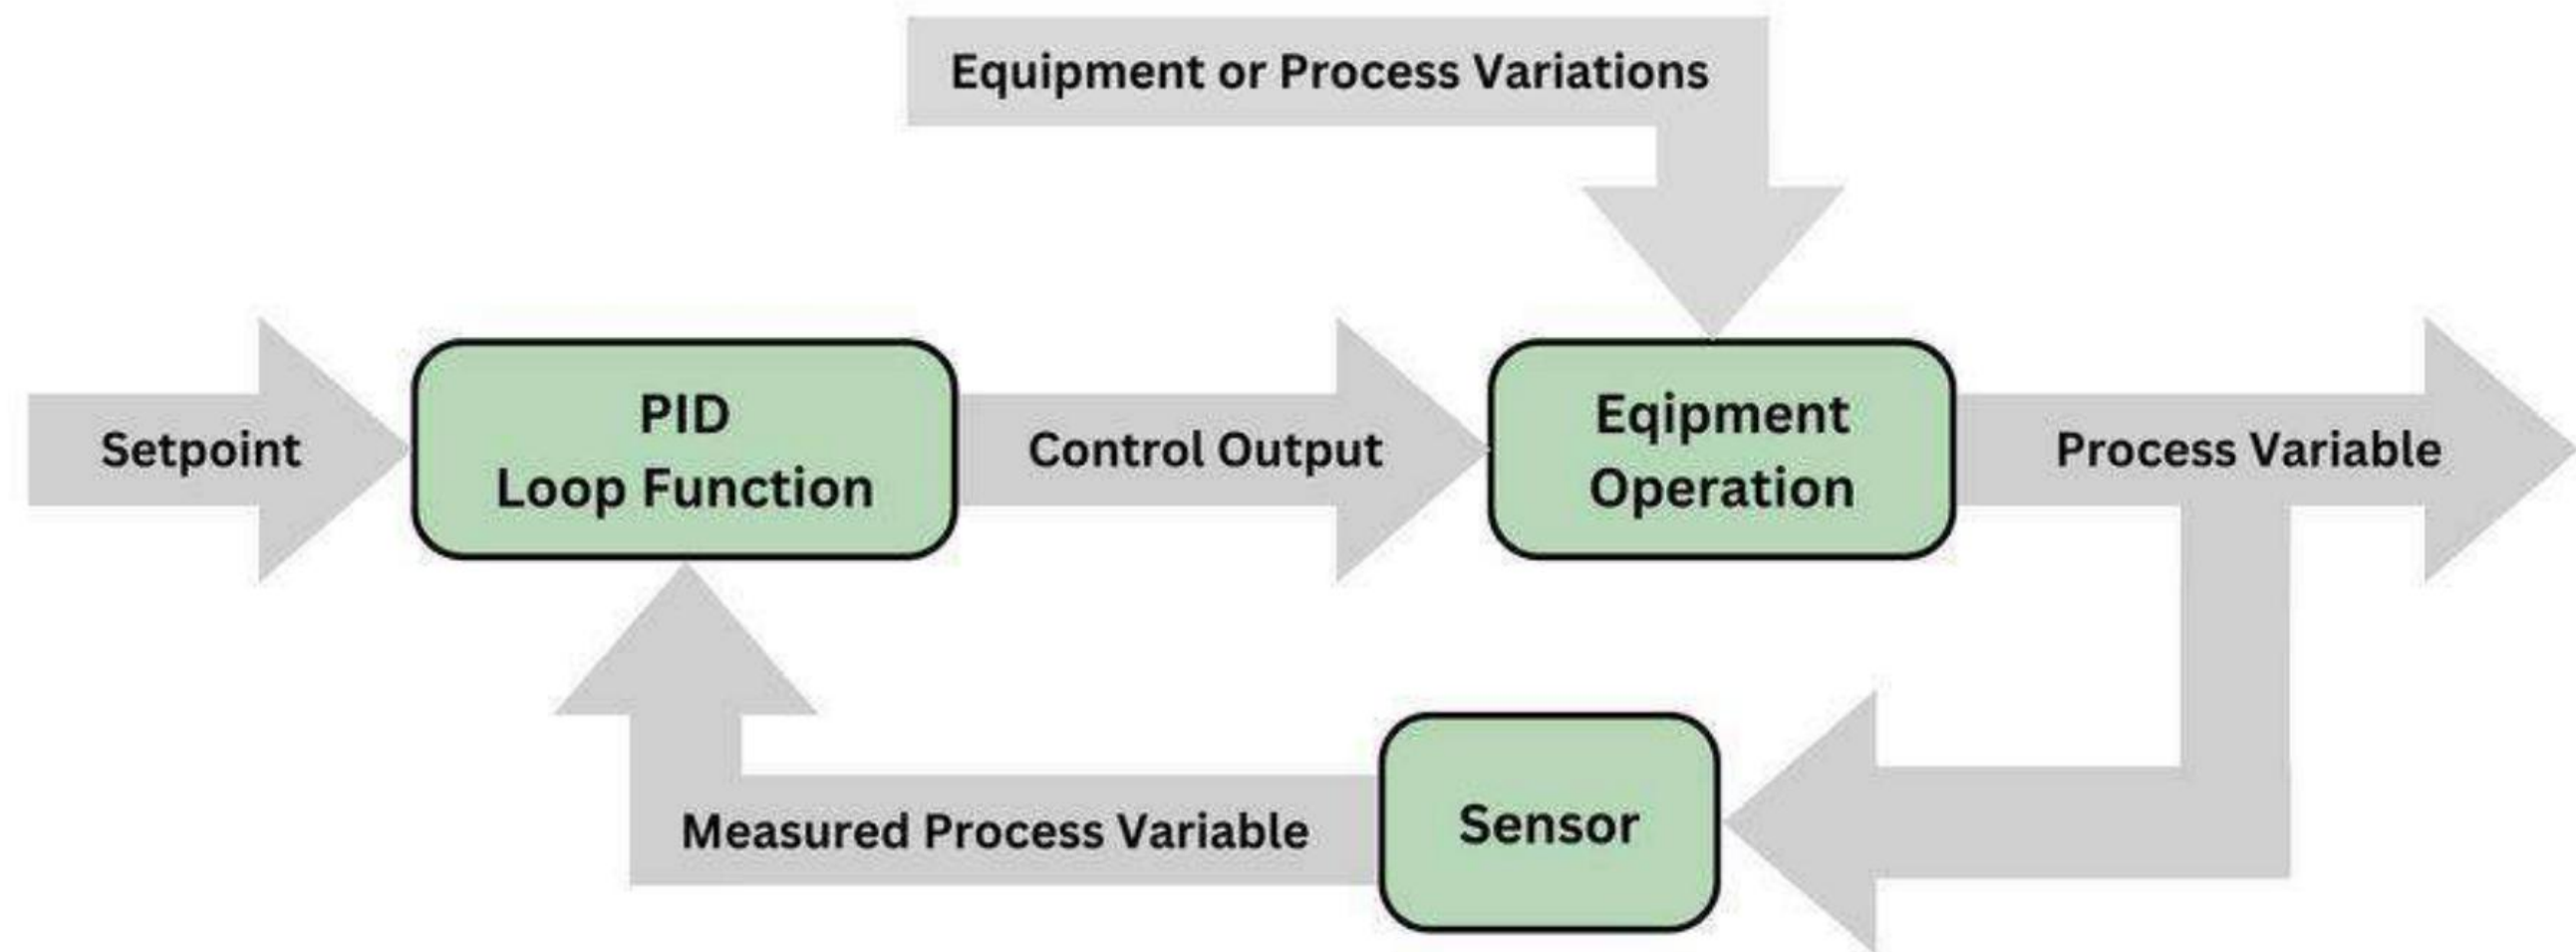 Equipment or Process Variations
Setpoint
PID
Loop Function
Control Output
Eqipment
Operation
Process Variable
Measured Process Variable
Sensor